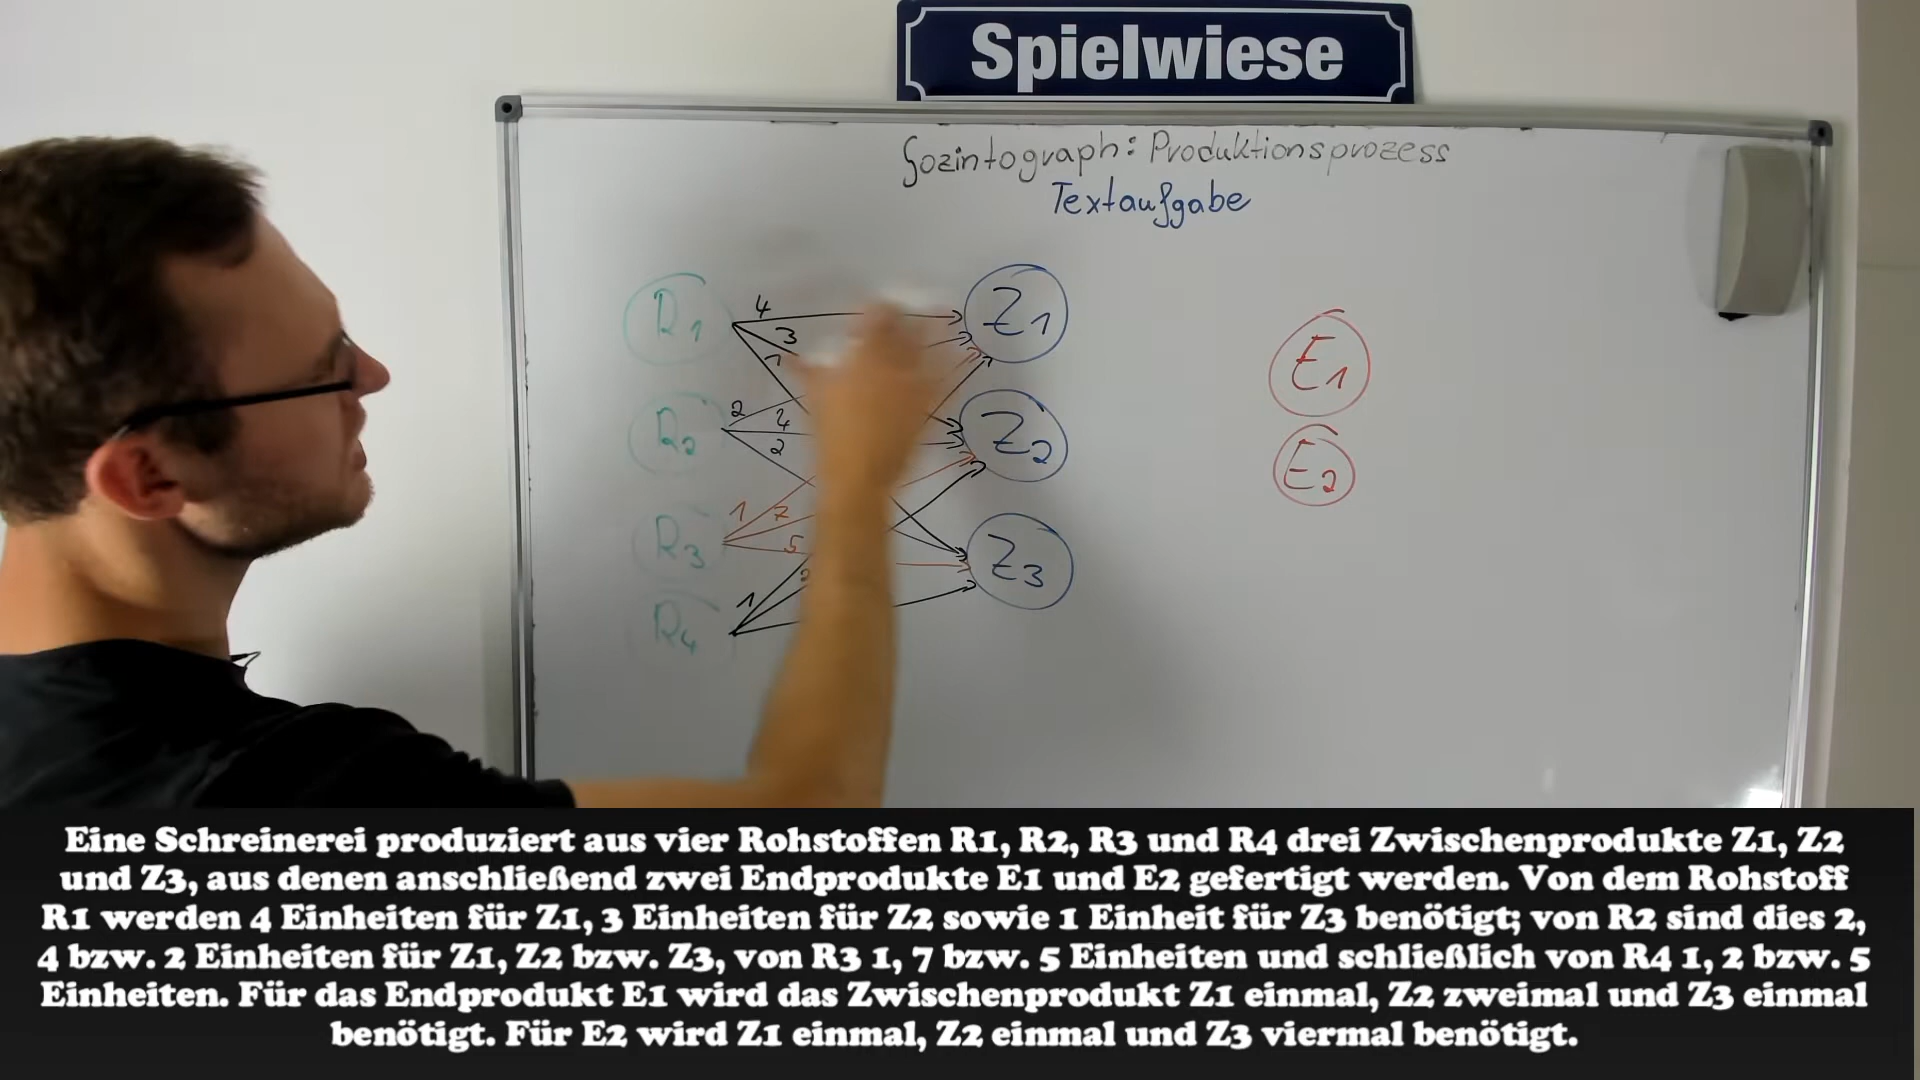 Spielwiese
Gozintograph: Produktionsprozess
Textaufgabe
R1
4
3
1
Z1
E1
R2
2
4
2
Z2
E2
R3
1
7
5
Z3
R4
1
2
Eine Schreinerei produziert aus vier Rohstoffen R1, R2, R3 und R4 drei Zwischenprodukte Z1, Z2
und Z3, aus denen anschließend zwei Endprodukte E1 und E2 gefertigt werden. Von dem Rohstoff
R1 werden 4 Einheiten für Z1, 3 Einheiten für Z2 sowie 1 Einheit für Z3 benötigt; von R2 sind dies 2,
4 bzw. 2 Einheiten für Z1, Z2 bzw. Z3, von R3 1, 7 bzw. 5 Einheiten und schließlich von R4 1, 2 bzw. 5
Einheiten. Für das Endprodukt E1 wird das Zwischenprodukt Z1 einmal, Z2 zweimal und Z3 einmal
benötigt. Für E2 wird Z1 einmal, Z2 einmal und Z3 viermal benötigt.